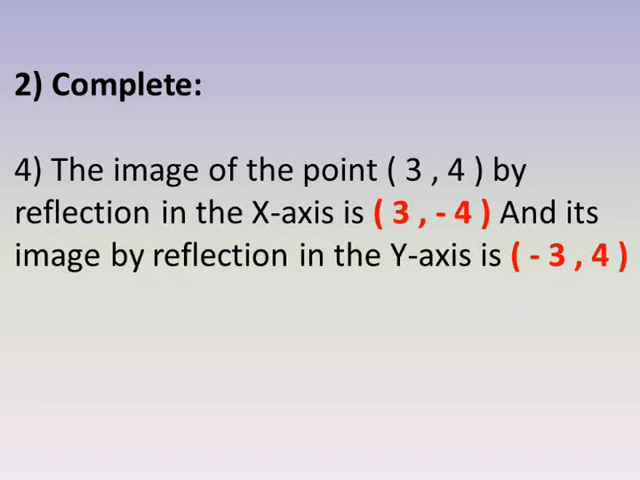 2) Complete:
4) The image of the point ( 3 , 4 ) by
reflection in the X-axis is ( 3 , - 4 ) And its
image by reflection in the Y-axis is ( - 3 , 4 )